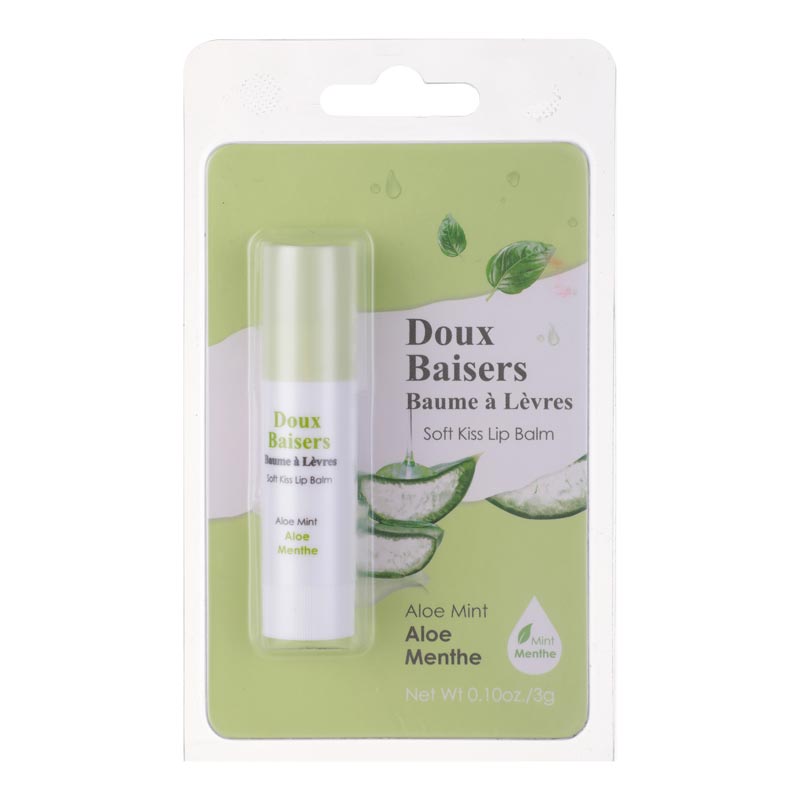 Doux
Baisers
Baume à Lèvres
Soft Kiss Lip Balm
Aloe Mint
Aloe
Menthe
Net Wt 0.10oz./3g
Mint
Menthe
Doux
Baisers
Baume à Lèvres
Soft Kiss Lip Balm
Aloe Mint
Aloe
Menthe